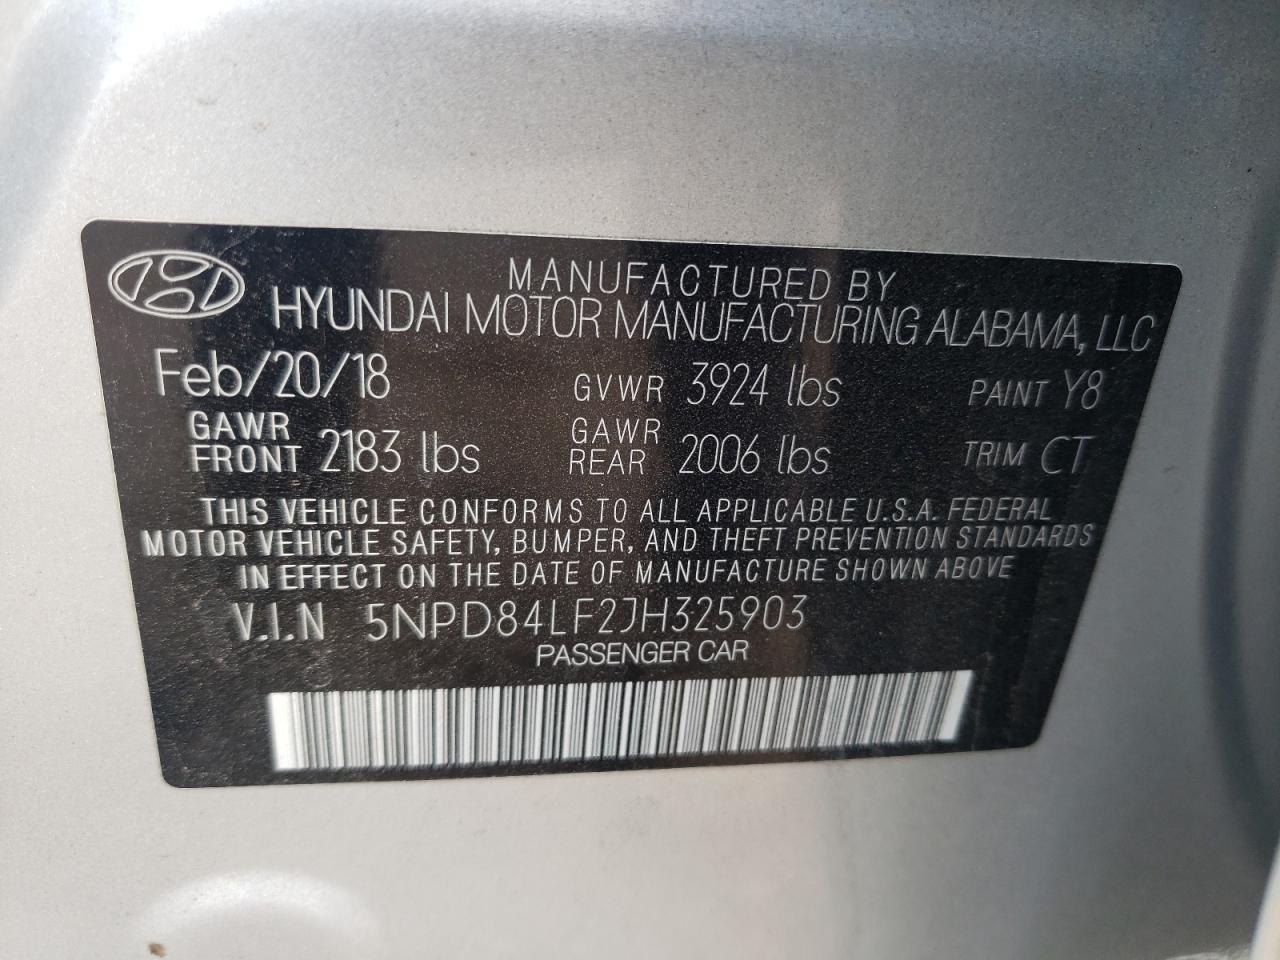 MANUFACTURED BY
HYUNDAI MOTOR MANUFACTURING ALABAMA, LLC
Feb/20/18 GVWR 3924 lbs PAINT Y8
GAWR FRONT 2183 lbs GAWR REAR 2006 lbs TRIM CT
THIS VEHICLE CONFORMS TO ALL APPLICABLE U.S.A. FEDERAL
MOTOR VEHICLE SAFETY, BUMPER, AND THEFT PREVENTION STANDARDS
IN EFFECT ON THE DATE OF MANUFACTURE SHOWN ABOVE
V.I.N 5NPD84LF2JH325903
PASSENGER CAR